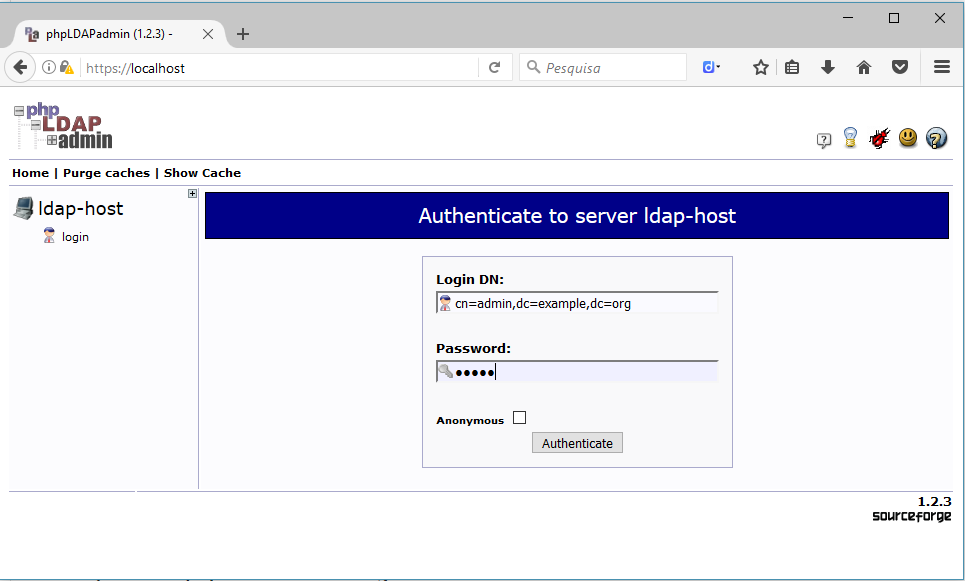 phpLDAPadmin (1.2.3) -
https://localhost
Pesquisa
php
LDAP
admin
Home | Purge caches | Show Cache
ldap-host
login
Authenticate to server ldap-host
Login DN:
cn=admin,dc=example,dc=org
Password:
•••••
Anonymous
Authenticate
1.2.3
sourceforge